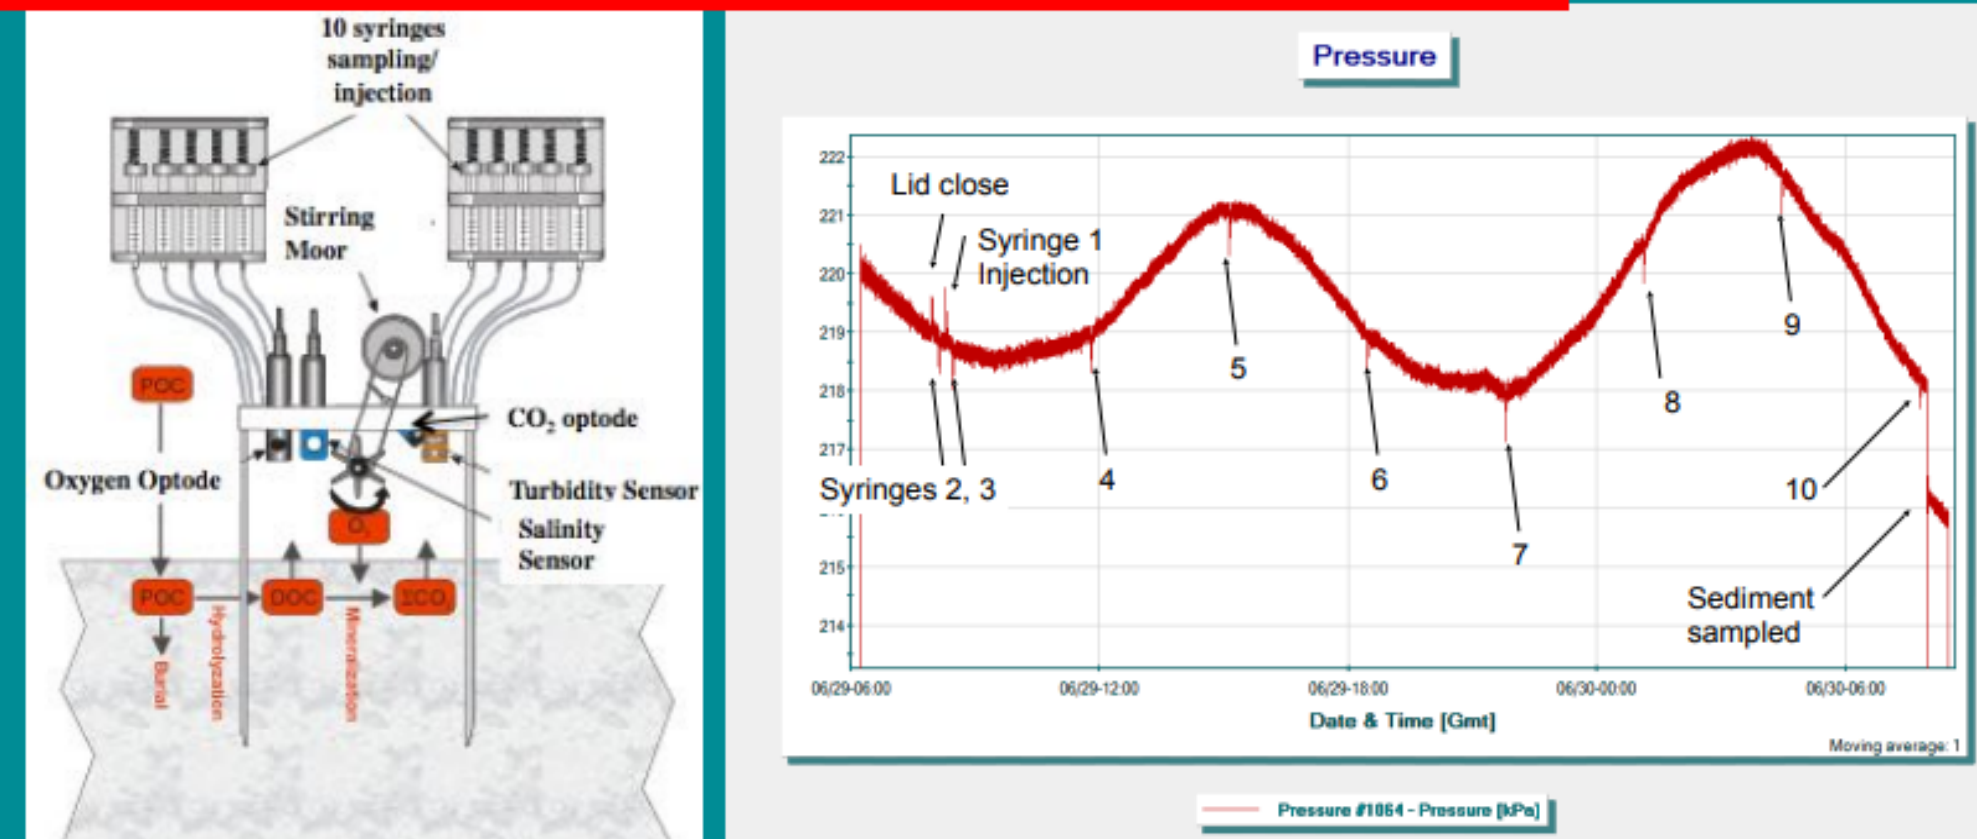 10 syringes
sampling/
injection
Stirring
Moor
POC
CO₂ optode
Oxygen Optode
Turbidity Sensor
O₂
Salinity
Sensor
POC
DOC
ΣCO₂
Hydrolyzation
Mineralization
Burial
Pressure
222
221
220
219
218
217
215
214
Lid close
Syringe 1
Injection
Syringes 2, 3
4
5
6
7
8
9
10
Sediment
sampled
06/29-06:00
06/29-12:00
06/29-18:00
06/30-00:00
06/30-06:00
Date & Time [Gmt]
Moving average: 1
Pressure #1064 - Pressure [kPa]